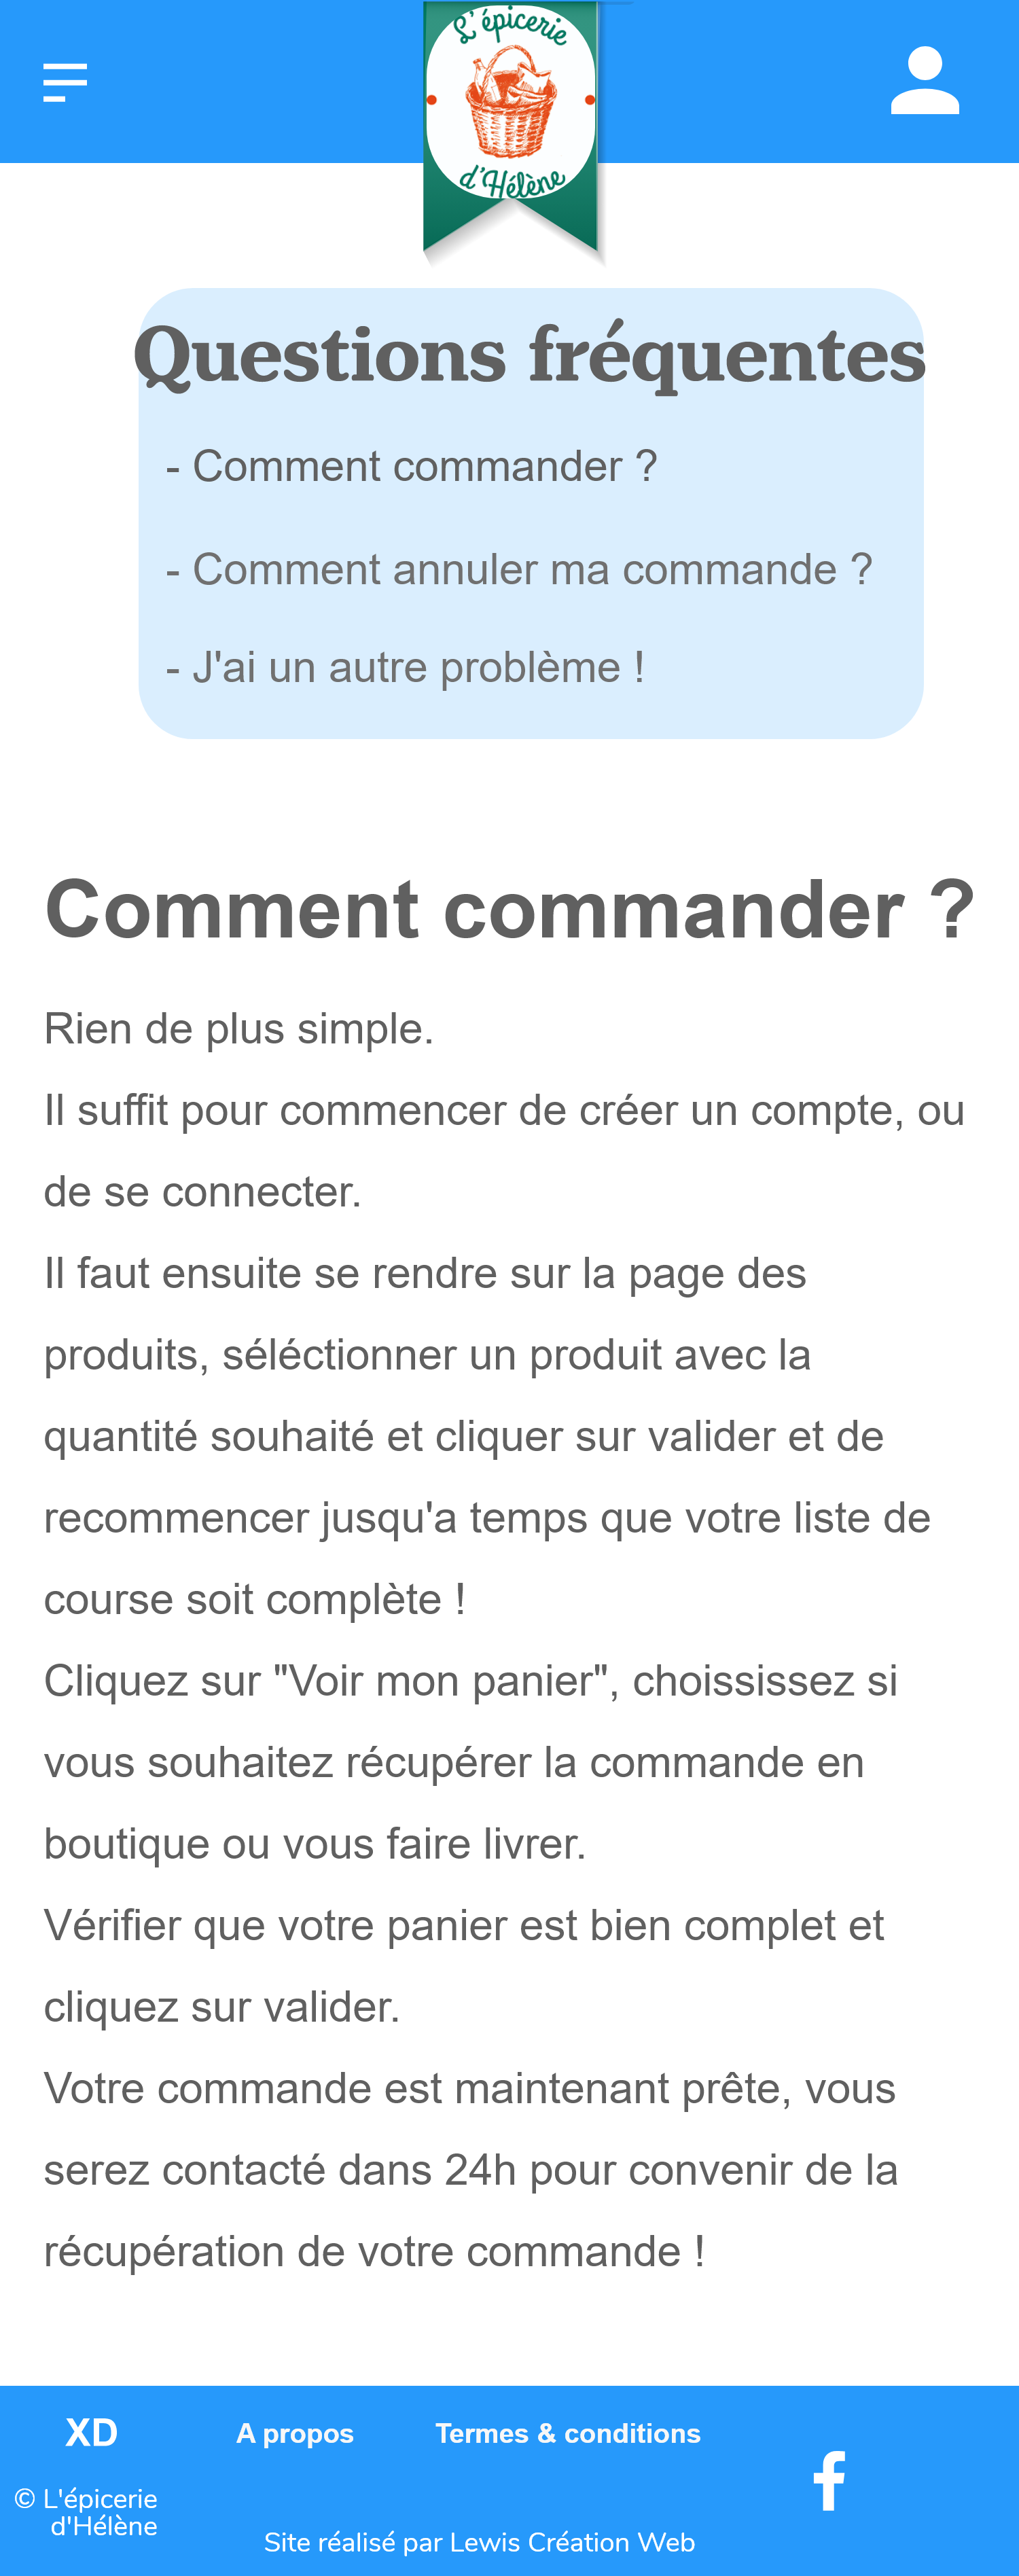 L'épicerie
d'Hélène
Questions fréquentes
- Comment commander ?
- Comment annuler ma commande ?
- J'ai un autre problème !
Comment commander ?
Rien de plus simple.
Il suffit pour commencer de créer un compte, ou
de se connecter.
Il faut ensuite se rendre sur la page des
produits, séléctionner un produit avec la
quantité souhaité et cliquer sur valider et de
recommencer jusqu'a temps que votre liste de
course soit complète !
Cliquez sur "Voir mon panier", choississez si
vous souhaitez récupérer la commande en
boutique ou vous faire livrer.
Vérifier que votre panier est bien complet et
cliquez sur valider.
Votre commande est maintenant prête, vous
serez contacté dans 24h pour convenir de la
récupération de votre commande !
XD
A propos
Termes & conditions
© L'épicerie
d'Hélène
Site réalisé par Lewis Création Web